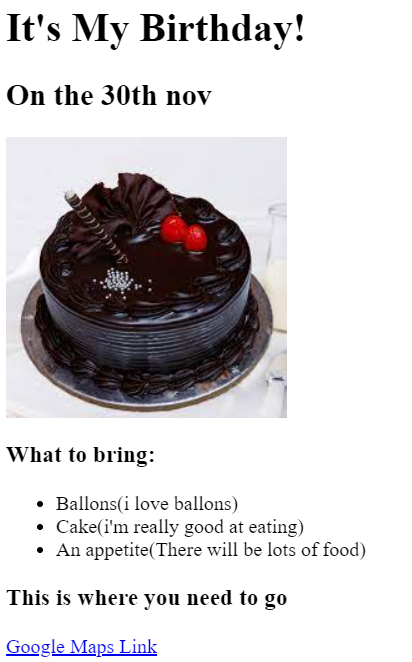 It's My Birthday!
On the 30th nov
What to bring:
Ballons(i love ballons)
Cake(i'm really good at eating)
An appetite(There will be lots of food)
This is where you need to go
Google Maps Link